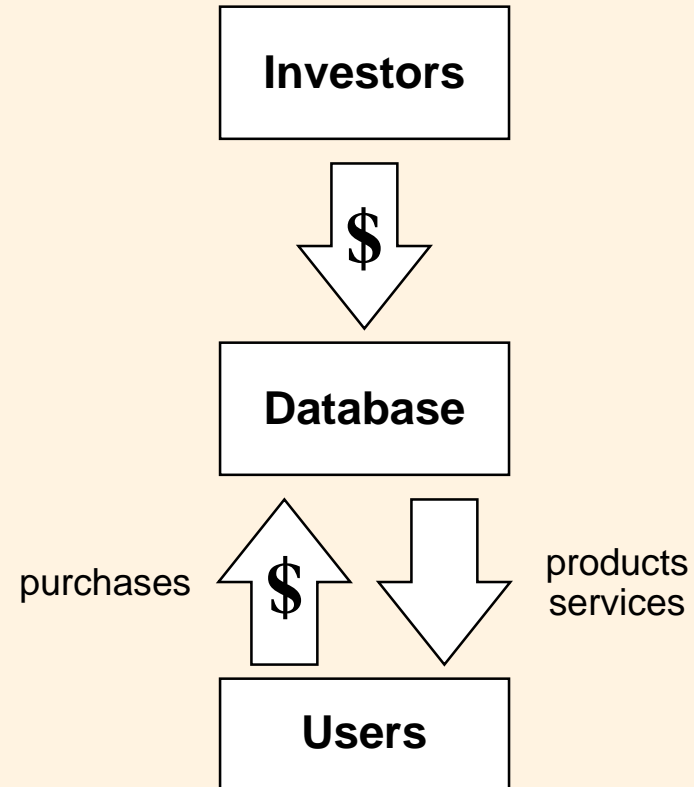 Investors
$
Database
purchases
$
products
services
Users